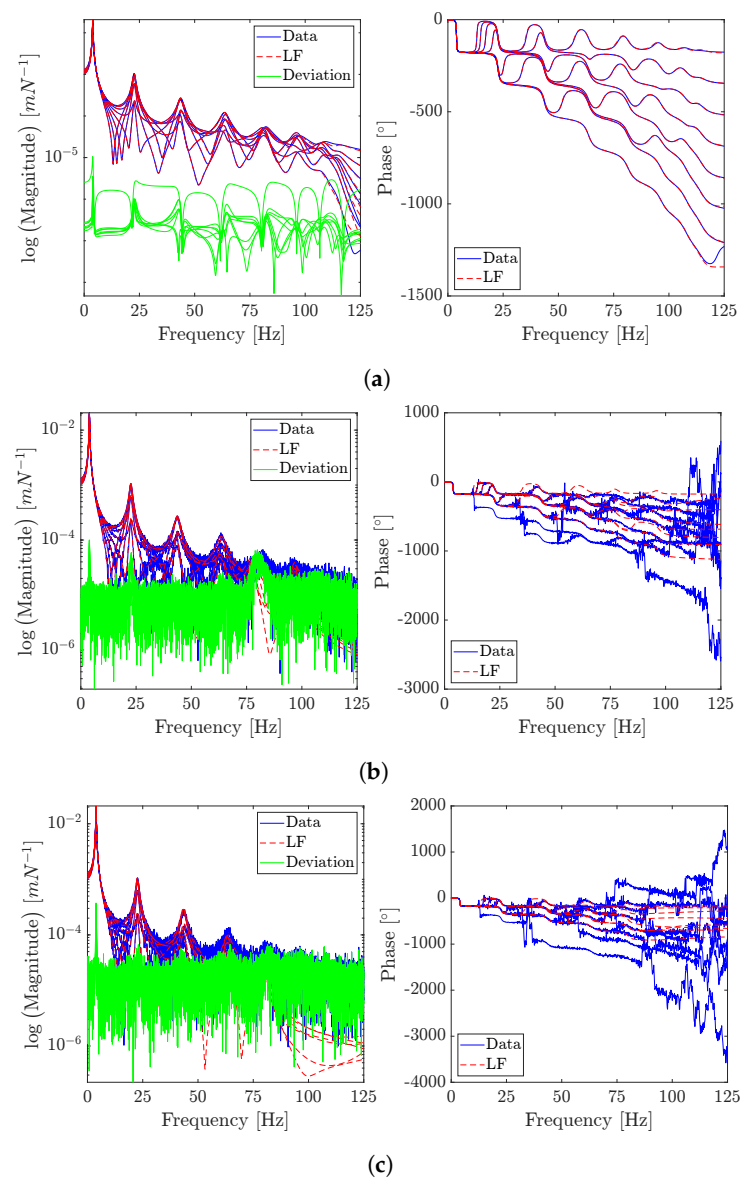 Data
LF
Deviation
log (Magnitude) [mN⁻¹]
10⁻⁵
0 25 50 75 100 125
Frequency [Hz]
Phase [°]
0
-500
-1000
-1500
Data
LF
0 25 50 75 100 125
Frequency [Hz]
(a)
Data
LF
Deviation
log (Magnitude) [mN⁻¹]
10⁻²
10⁻⁴
10⁻⁶
0 25 50 75 100 125
Frequency [Hz]
Phase [°]
1000
0
-1000
-2000
-3000
Data
LF
0 25 50 75 100 125
Frequency [Hz]
(b)
Data
LF
Deviation
log (Magnitude) [mN⁻¹]
10⁻²
10⁻⁴
10⁻⁶
0 25 50 75 100 125
Frequency [Hz]
Phase [°]
2000
1000
0
-1000
-2000
-3000
-4000
Data
LF
0 25 50 75 100 125
Frequency [Hz]
(c)